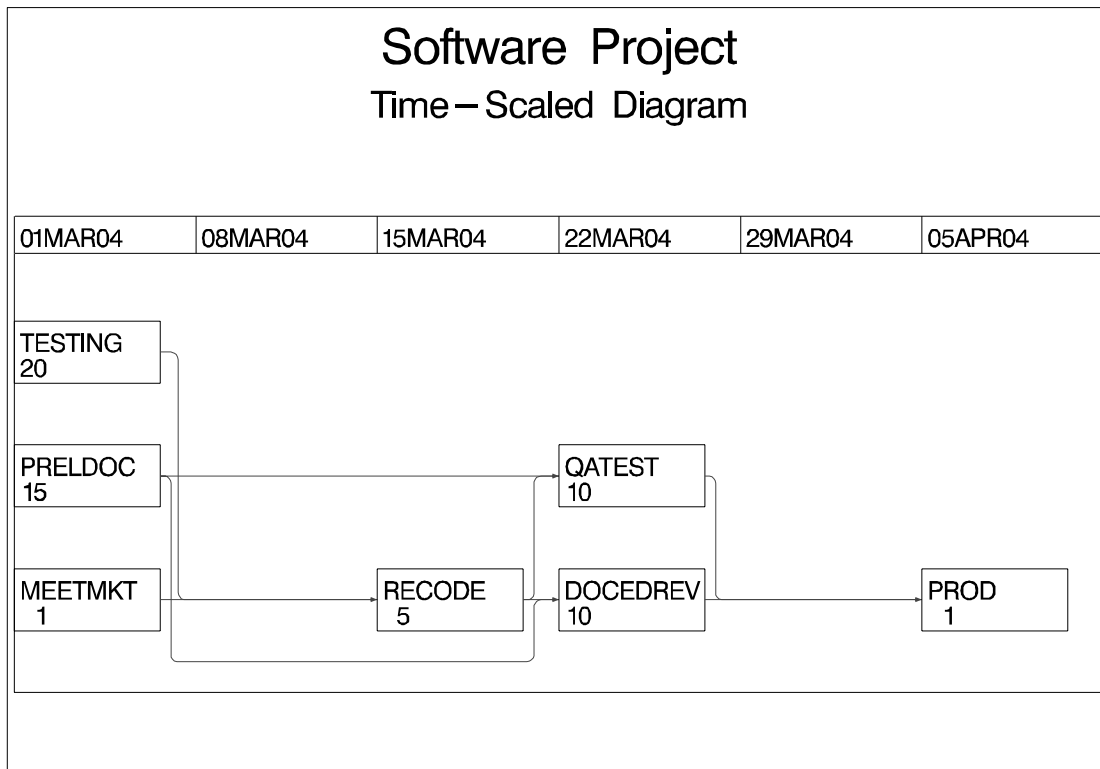 Software Project
Time – Scaled Diagram
01MAR04 08MAR04 15MAR04 22MAR04 29MAR04 05APR04
TESTING
20
PRELDOC
15
QATEST
10
MEETMKT
1
RECODE
5
DOCEDREV
10
PROD
1